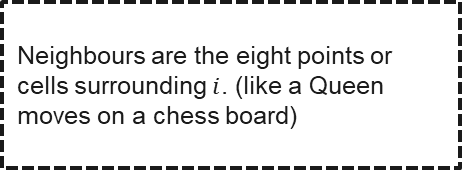 Neighbours are the eight points or
cells surrounding i. (like a Queen
moves on a chess board)